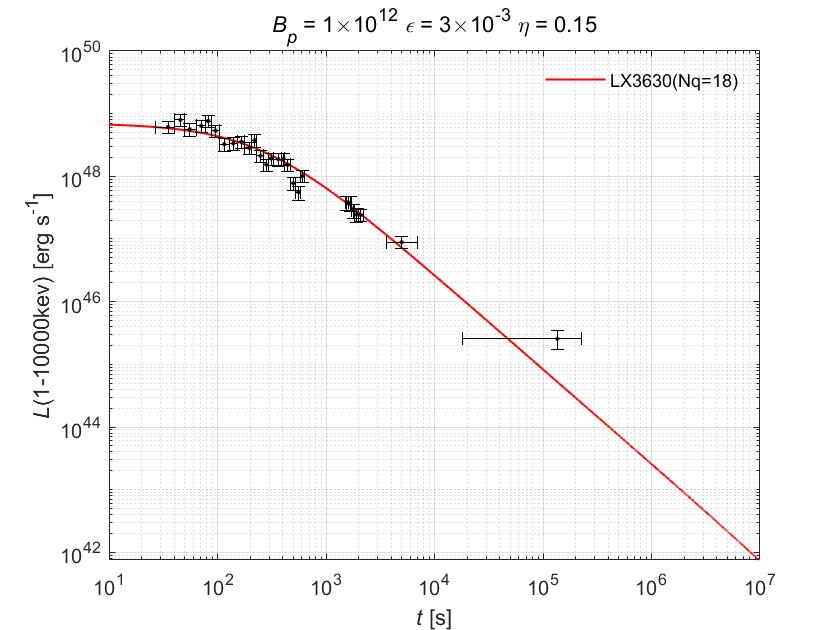 B_p = 1×10^12 ϵ = 3×10^-3 η = 0.15
LX3630(Nq=18)
L(1-10000kev) [erg s^-1]
10^50
10^48
10^46
10^44
10^42
10^1 10^2 10^3 10^4 10^5 10^6 10^7
t [s]